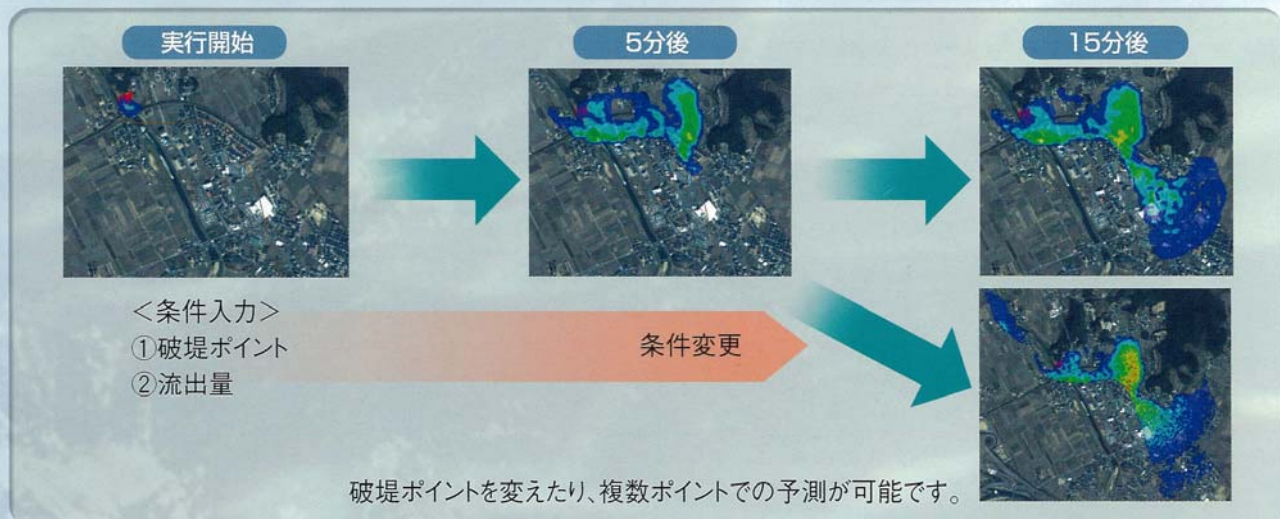 実行開始
5分後
15分後
<条件入力>
①破堤ポイント
②流出量
条件変更
破堤ポイントを変えたり、複数ポイントでの予測が可能です。